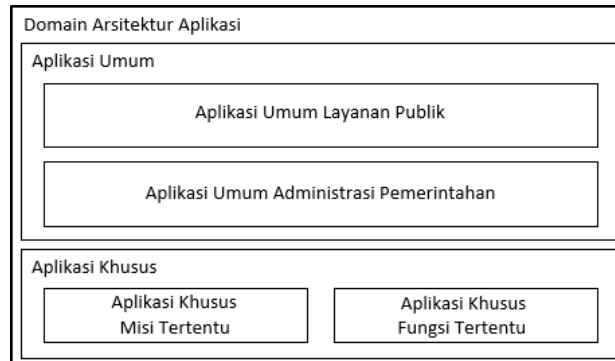 Domain Arsitektur Aplikasi
Aplikasi Umum
Aplikasi Umum Layanan Publik
Aplikasi Umum Administrasi Pemerintahan
Aplikasi Khusus
Aplikasi Khusus
Misi Tertentu
Aplikasi Khusus
Fungsi Tertentu